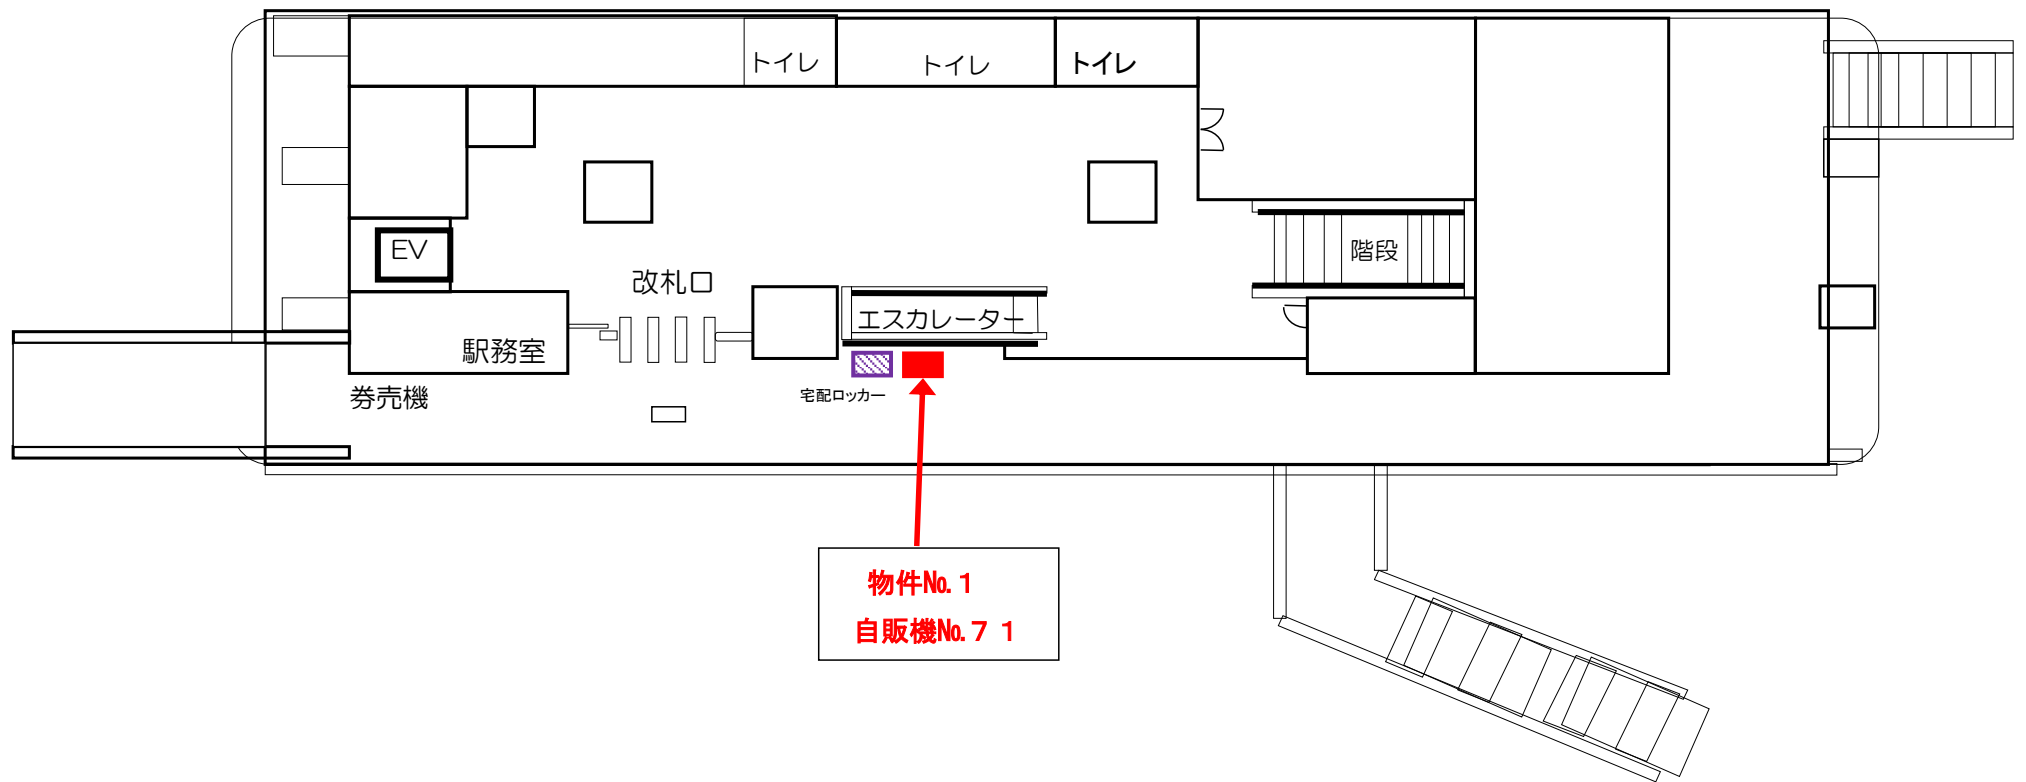 トイレ
トイレ
トイレ
EV
階段
改札口
エスカレーター
駅務室
券売機
宅配ロッカー
物件№１
自販機№７１